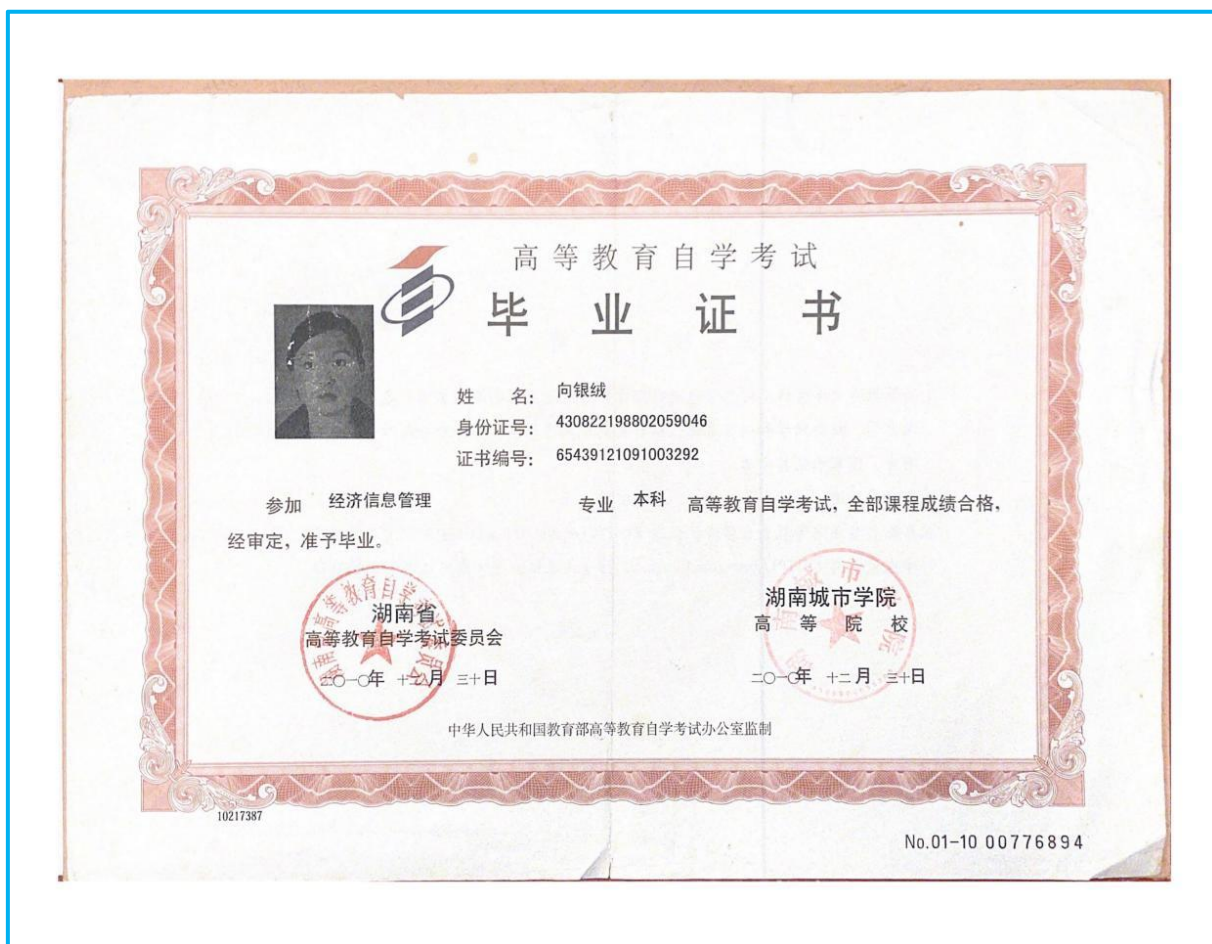 高等教育自学考试
毕业证书
姓名：向银绒
身份证号：430822198802059046
证书编号：65439121091003292
参加 经济信息管理 专业 本科 高等教育自学考试，全部课程成绩合格，
经审定，准予毕业。
湖南省 湖南城市学院
高等教育自学考试委员会 高等院校
二〇一〇年 十二月 三十日 二〇一〇年 十二月 三十日
中华人民共和国教育部高等教育自学考试办公室监制
10217387
No.01-10 00776894